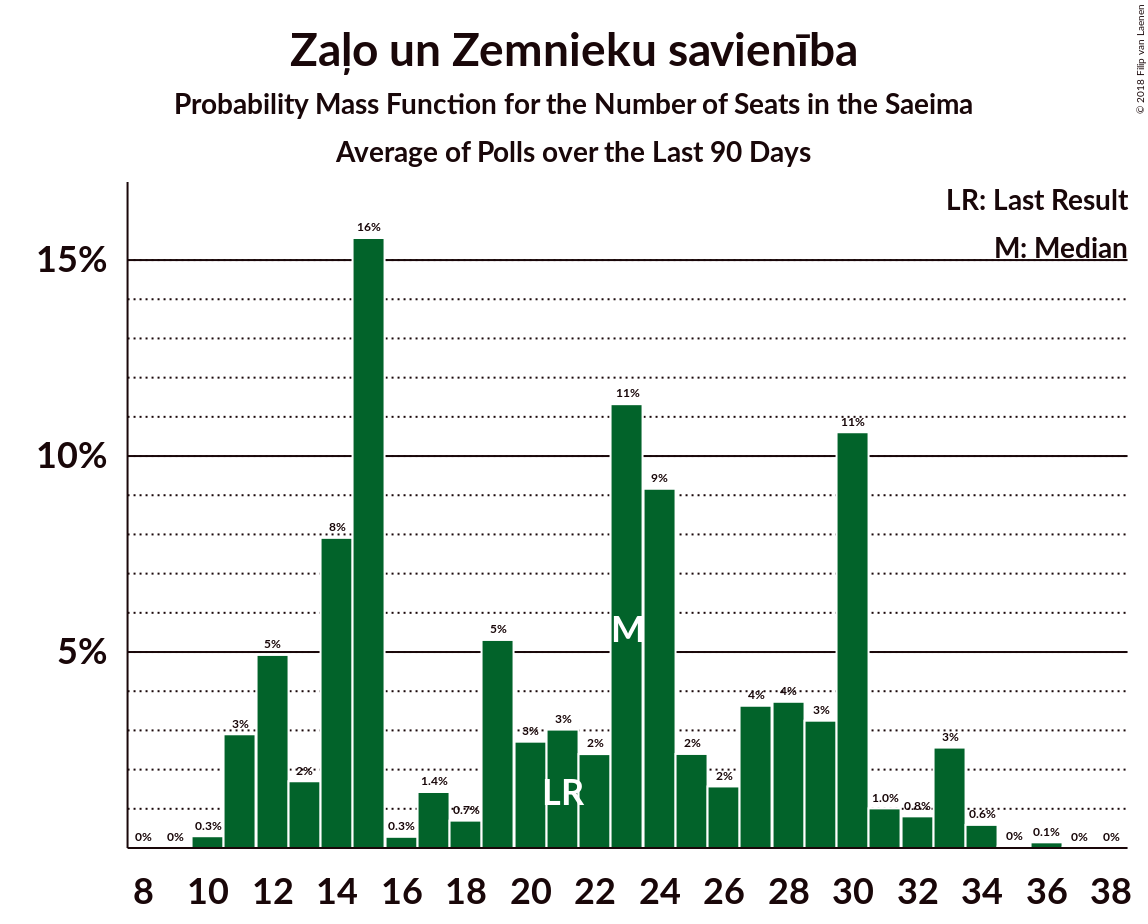 Zaļo un Zemnieku savienība
Probability Mass Function for the Number of Seats in the Saeima
Average of Polls over the Last 90 Days
© 2018 Filip van Laenen
LR: Last Result
M: Median
15%
10%
5%
0% 0% 0.3% 3% 5% 2% 8% 16% 0.3% 1.4% 0.7% 5% 3% 3% 2% 11% 9% 2% 2% 4% 4% 3% 11% 1.0% 0.8% 3% 0.6% 0% 0.1% 0% 0%
M
LR
8 10 12 14 16 18 20 22 24 26 28 30 32 34 36 38